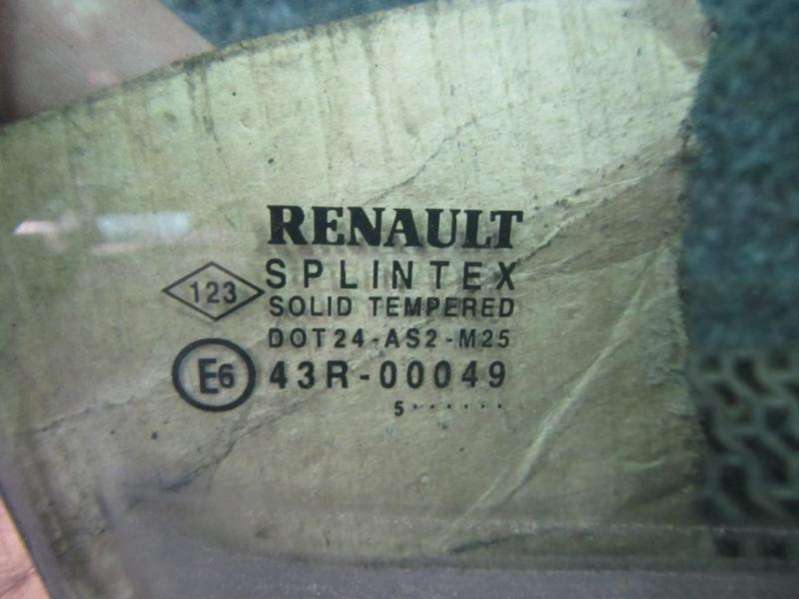 RENAULT
123
SPLINTEX
SOLID TEMPERED
DOT24-AS2-M25
E6
43R-00049
5······